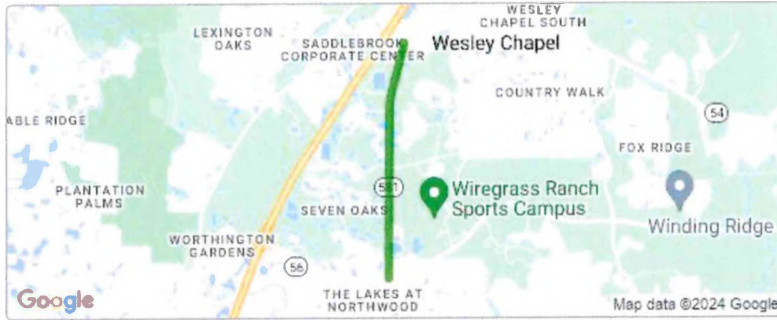 WESLEY
CHAPEL SOUTH
LEXINGTON
OAKS
SADDLEBROOK
CORPORATE CENTER
Wesley Chapel
COUNTRY WALK
54
ABLE RIDGE
FOX RIDGE
PLANTATION
PALMS
581
SEVEN OAKS
Wiregrass Ranch
Sports Campus
Winding Ridge
WORTHINGTON
GARDENS
56
THE LAKES AT
NORTHWOOD
Google
Map data ©2024 Google